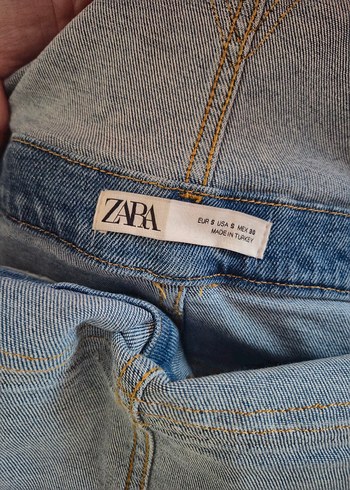 ZARA
EUR S USA S MEX 26
MADE IN TURKEY